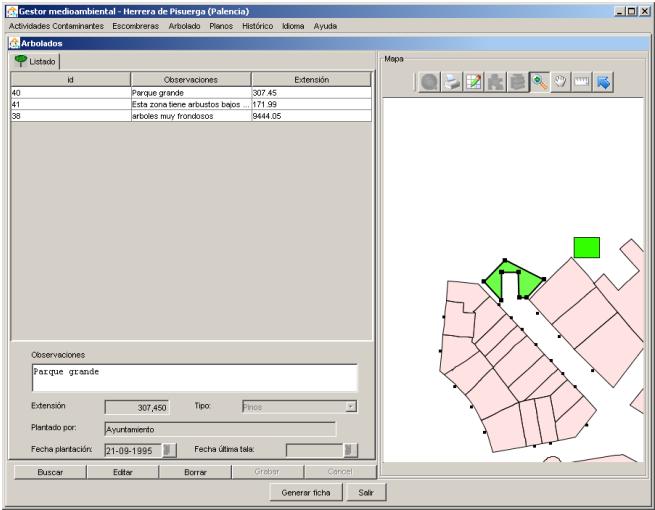 Gestor medioambiental - Herrera de Pisuerga (Palencia)
Actividades Contaminantes Escombreras Arbolado Planos Histórico Idioma Ayuda
Arbolados
Listado
id Observaciones Extensión
40 Parque grande 307.45
41 Esta zona tiene arbustos bajos ... 171.99
38 arboles muy frondosos 9444.05
Observaciones
Parque grande
Extensión 307,450 Tipo: Pinos
Plantado por: Ayuntamiento
Fecha plantación: 21-09-1995 Fecha última tala:
Buscar Editar Borrar Grabar Cancel
Mapa
Generar ficha Salir